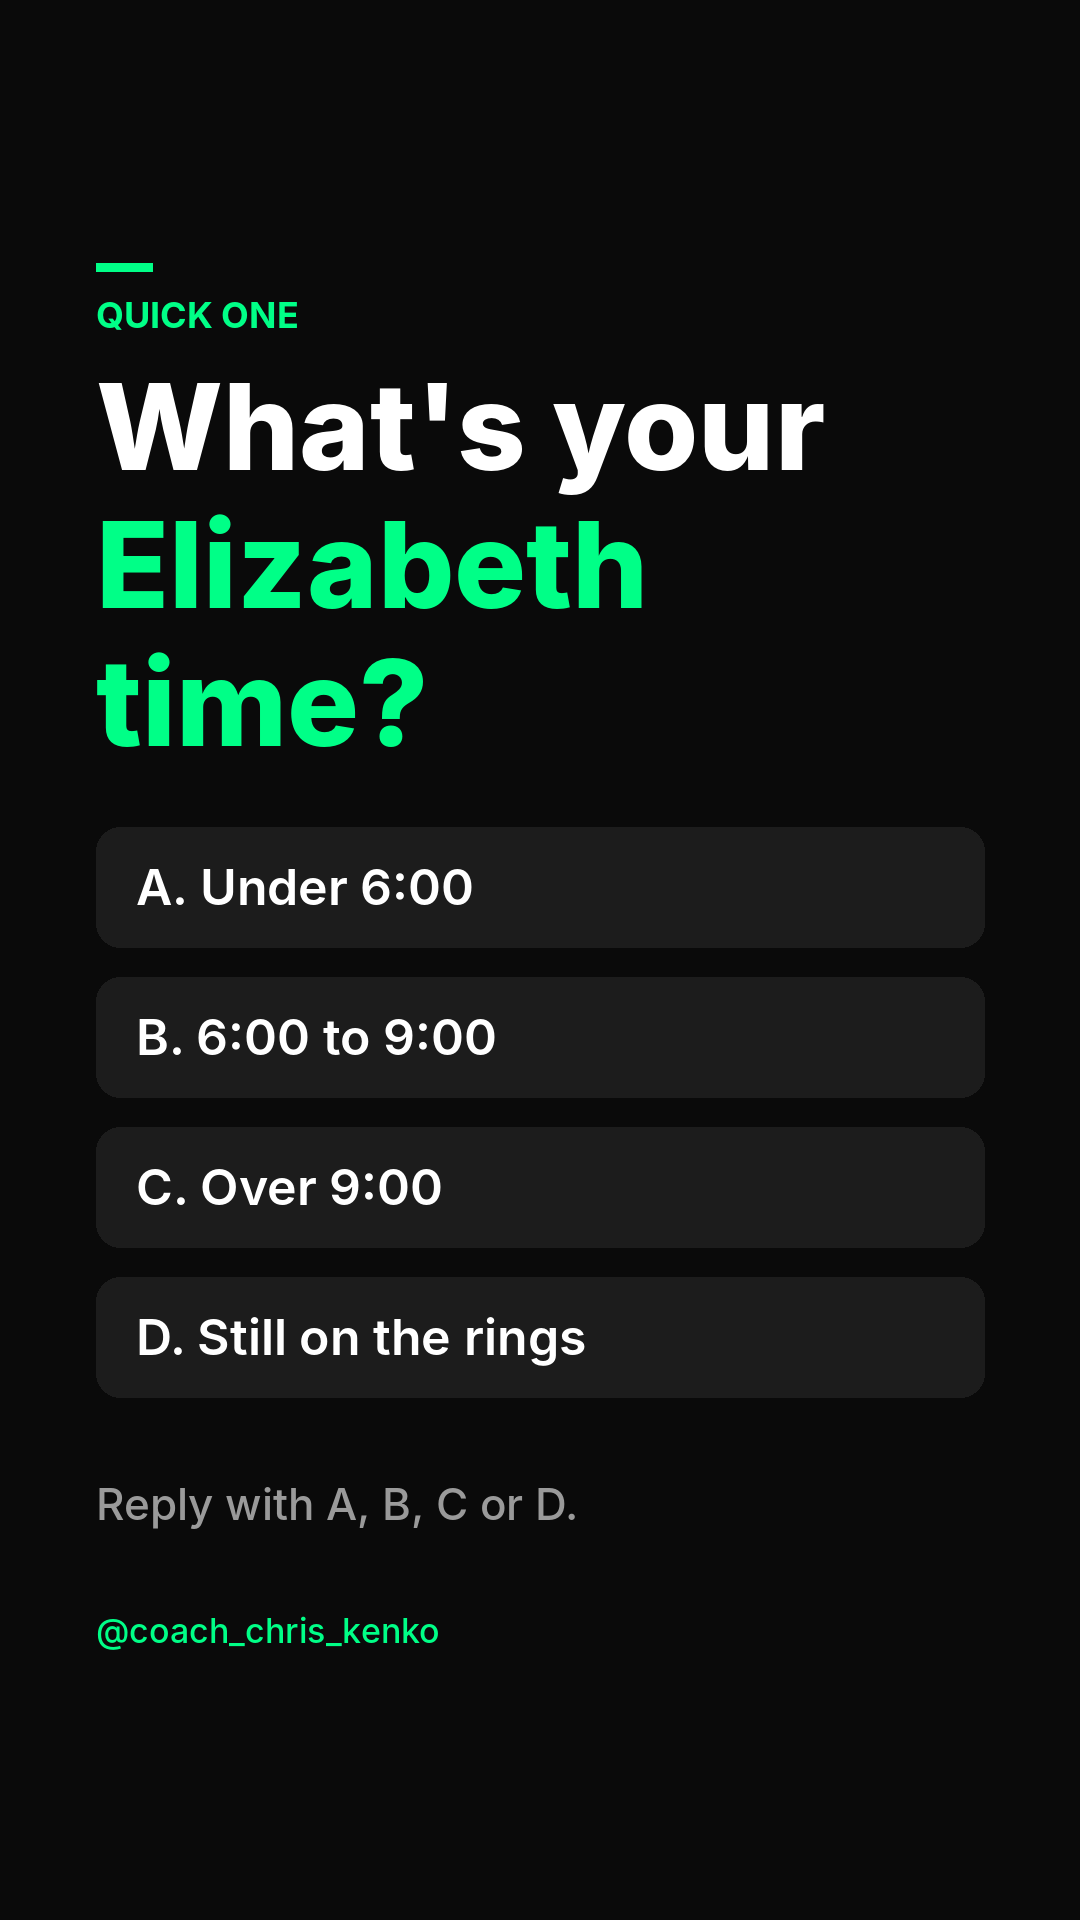 QUICK ONE
What's your
Elizabeth
time?
A. Under 6:00
B. 6:00 to 9:00
C. Over 9:00
D. Still on the rings
Reply with A, B, C or D.
@coach_chris_kenko